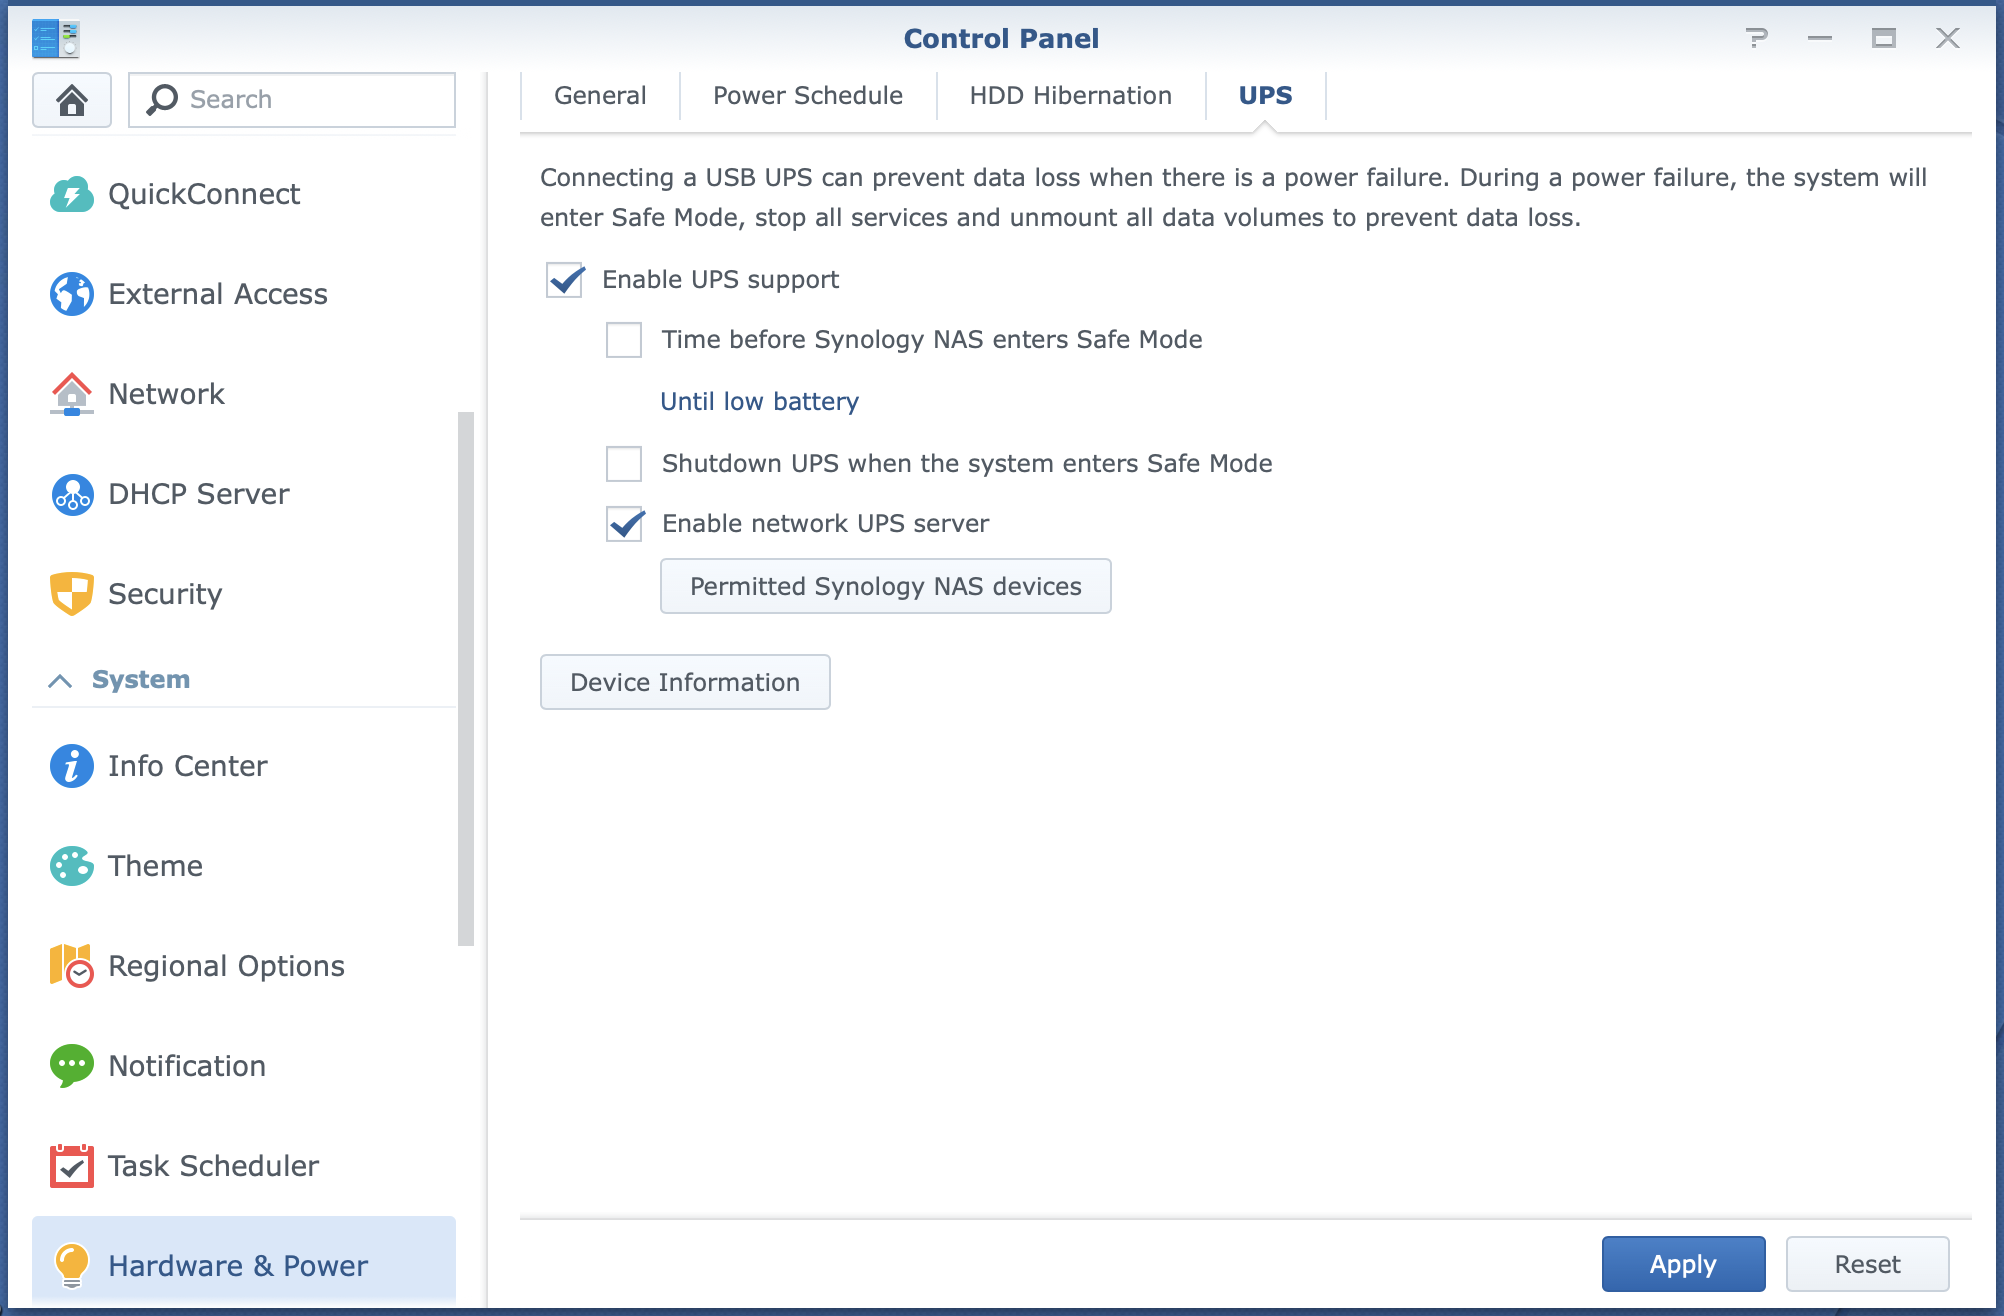 Control Panel
Search
QuickConnect
External Access
Network
DHCP Server
Security
System
Info Center
Theme
Regional Options
Notification
Task Scheduler
Hardware & Power
General
Power Schedule
HDD Hibernation
UPS
Connecting a USB UPS can prevent data loss when there is a power failure. During a power failure, the system will
enter Safe Mode, stop all services and unmount all data volumes to prevent data loss.
Enable UPS support
Time before Synology NAS enters Safe Mode
Until low battery
Shutdown UPS when the system enters Safe Mode
Enable network UPS server
Permitted Synology NAS devices
Device Information
Apply
Reset